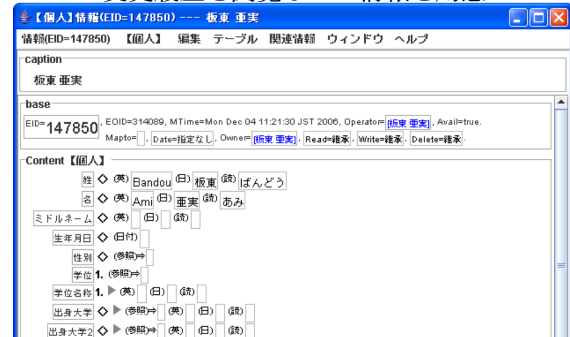 【個人】情報(EID=147850) --- 板東 亜実
情報(EID=147850) 【個人】 編集 テーブル 関連情報 ウィンドウ ヘルプ
caption
板東 亜実
base
EID=147850, EOID=314089, MTime=Mon Dec 04 11:21:30 JST 2006, Operator=[板東 亜実], Avail=true.
Mapto=, Date=指定なし, Owner=[板東 亜実], Read=継承, Write=継承, Delete=継承.
Content 【個人】
姓 ◇ (英) Bandou (日) 板東 (読) ばんどう
名 ◇ (英) Ami (日) 亜実 (読) あみ
ミドルネーム ◇ (英) (日) (読)
生年月日 ◇ (日付)
性別 ◇ (参照)⇒
学位 1. (参照)⇒
学位名称 1. ▶ (英) (日) (読)
出身大学 ◇ ▶ (参照)⇒ (英) (日) (読)
出身大学2 ◇ ▶ (参照)⇒ (英) (日) (読)